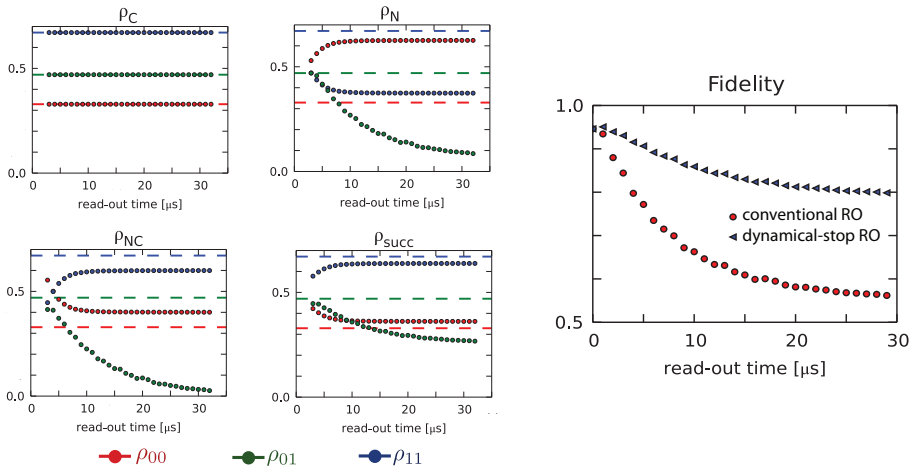 ρC
0.5
0.0
0 10 20 30
read-out time [μs]
ρN
0.5
0.0
0 10 20 30
read-out time [μs]
ρNC
0.5
0.0
0 10 20 30
read-out time [μs]
ρsucc
0.5
0.0
0 10 20 30
read-out time [μs]
ρ00 ρ01 ρ11
Fidelity
1.0
conventional RO
dynamical-stop RO
0.5
0 10 20 30
read-out time [μs]